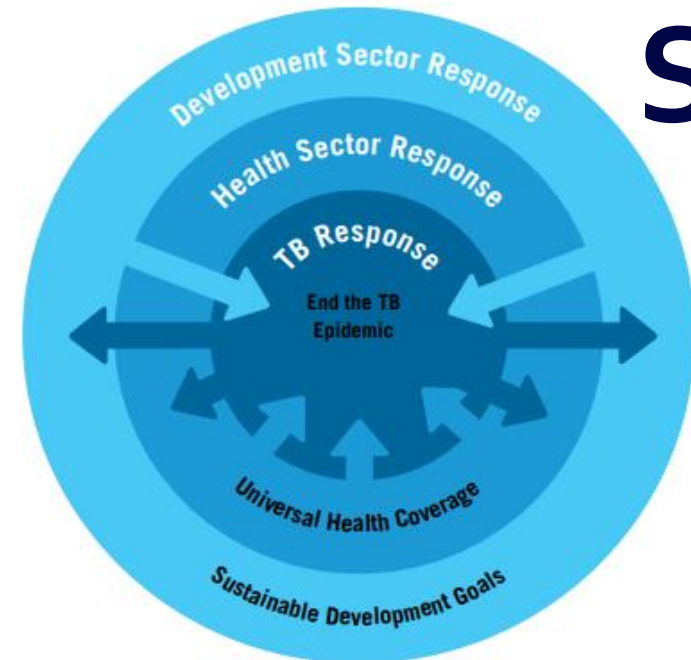 S
Development Sector Response
Health Sector Response
TB Response
End the TB
Epidemic
Universal Health Coverage
Sustainable Development Goals